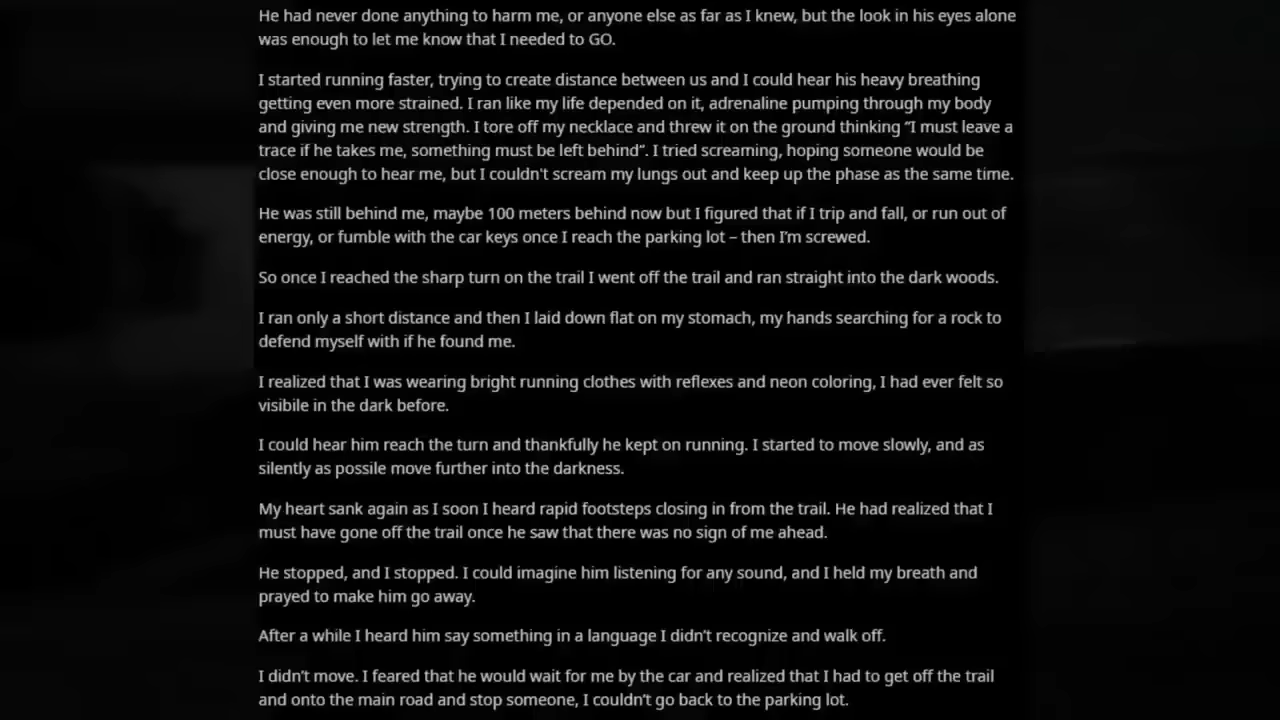 He had never done anything to harm me, or anyone else as far as I knew, but the look in his eyes alone
was enough to let me know that I needed to GO.
I started running faster, trying to create distance between us and I could hear his heavy breathing
getting even more strained. I ran like my life depended on it, adrenaline pumping through my body
and giving me new strength. I tore off my necklace and threw it on the ground thinking “I must leave a
trace if he takes me, something must be left behind“. I tried screaming, hoping someone would be
close enough to hear me, but I couldn't scream my lungs out and keep up the phase as the same time.
He was still behind me, maybe 100 meters behind now but I figured that if I trip and fall, or run out of
energy, or fumble with the car keys once I reach the parking lot – then I’m screwed.
So once I reached the sharp turn on the trail I went off the trail and ran straight into the dark woods.
I ran only a short distance and then I laid down flat on my stomach, my hands searching for a rock to
defend myself with if he found me.
I realized that I was wearing bright running clothes with reflexes and neon coloring, I had ever felt so
visibile in the dark before.
I could hear him reach the turn and thankfully he kept on running. I started to move slowly, and as
silently as possile move further into the darkness.
My heart sank again as I soon I heard rapid footsteps closing in from the trail. He had realized that I
must have gone off the trail once he saw that there was no sign of me ahead.
He stopped, and I stopped. I could imagine him listening for any sound, and I held my breath and
prayed to make him go away.
After a while I heard him say something in a language I didn’t recognize and walk off.
I didn’t move. I feared that he would wait for me by the car and realized that I had to get off the trail
and onto the main road and stop someone, I couldn’t go back to the parking lot.